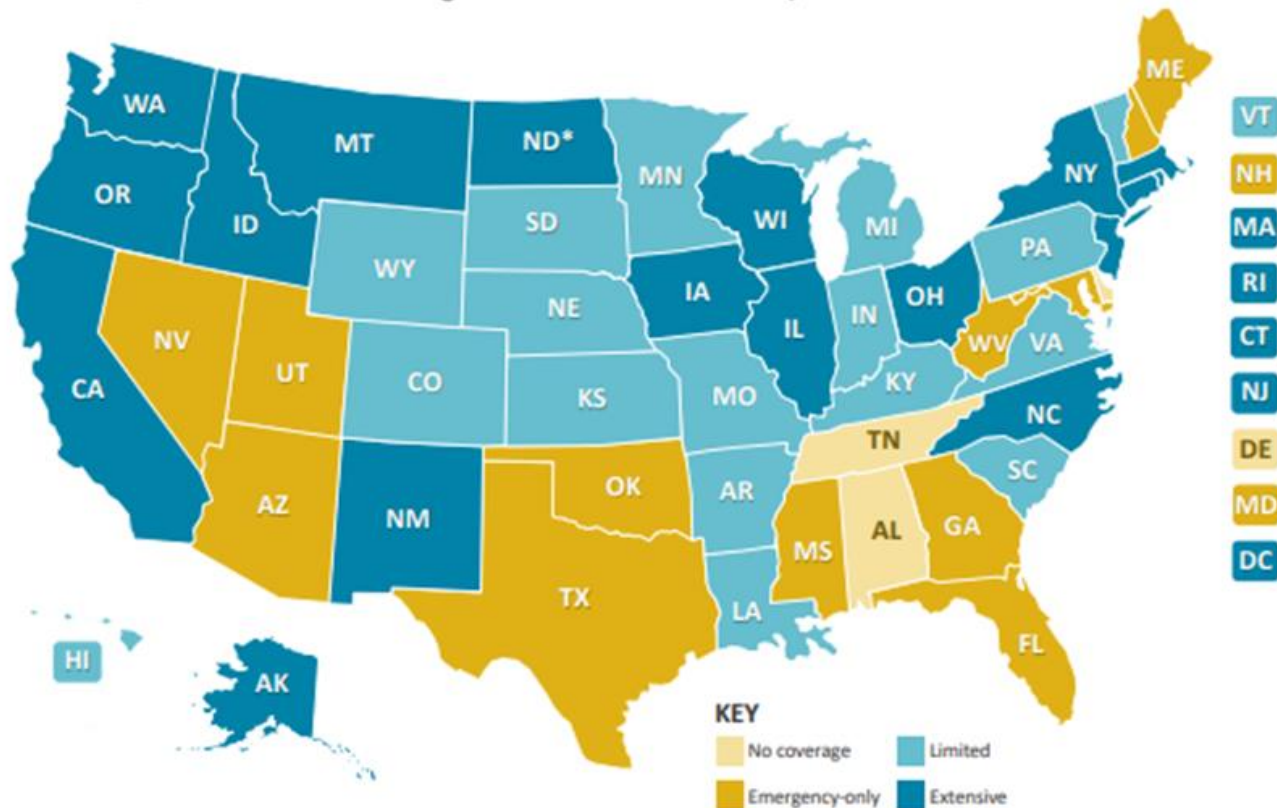 ME
WA
VT
MT
ND*
MN
NY
NH
OR
ID
SD
WI
MI
MA
WY
PA
RI
IA
OH
NE
IL
IN
CT
NV
WV
VA
UT
CO
CA
KS
MO
KY
NJ
NC
TN
DE
SC
OK
AR
AZ
NM
MD
AL
GA
MS
DC
TX
LA
FL
HI
AK
KEY
No coverage
Limited
Emergency-only
Extensive